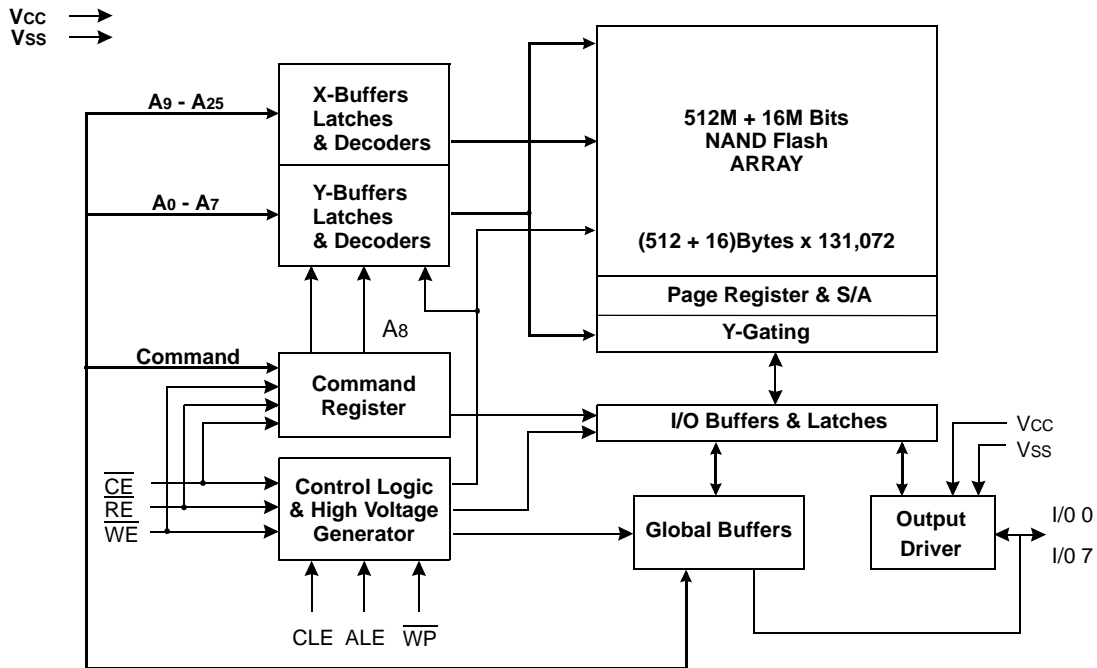 VCC
VSS
A9 - A25
X-Buffers
Latches
& Decoders
512M + 16M Bits
NAND Flash
ARRAY
A0 - A7
Y-Buffers
Latches
& Decoders
(512 + 16)Bytes x 131,072
Page Register & S/A
Y-Gating
A8
Command
Command
Register
I/O Buffers & Latches
VCC
VSS
CE
RE
WE
Control Logic
& High Voltage
Generator
Global Buffers
Output
Driver
I/0 0
I/0 7
CLE
ALE
WP